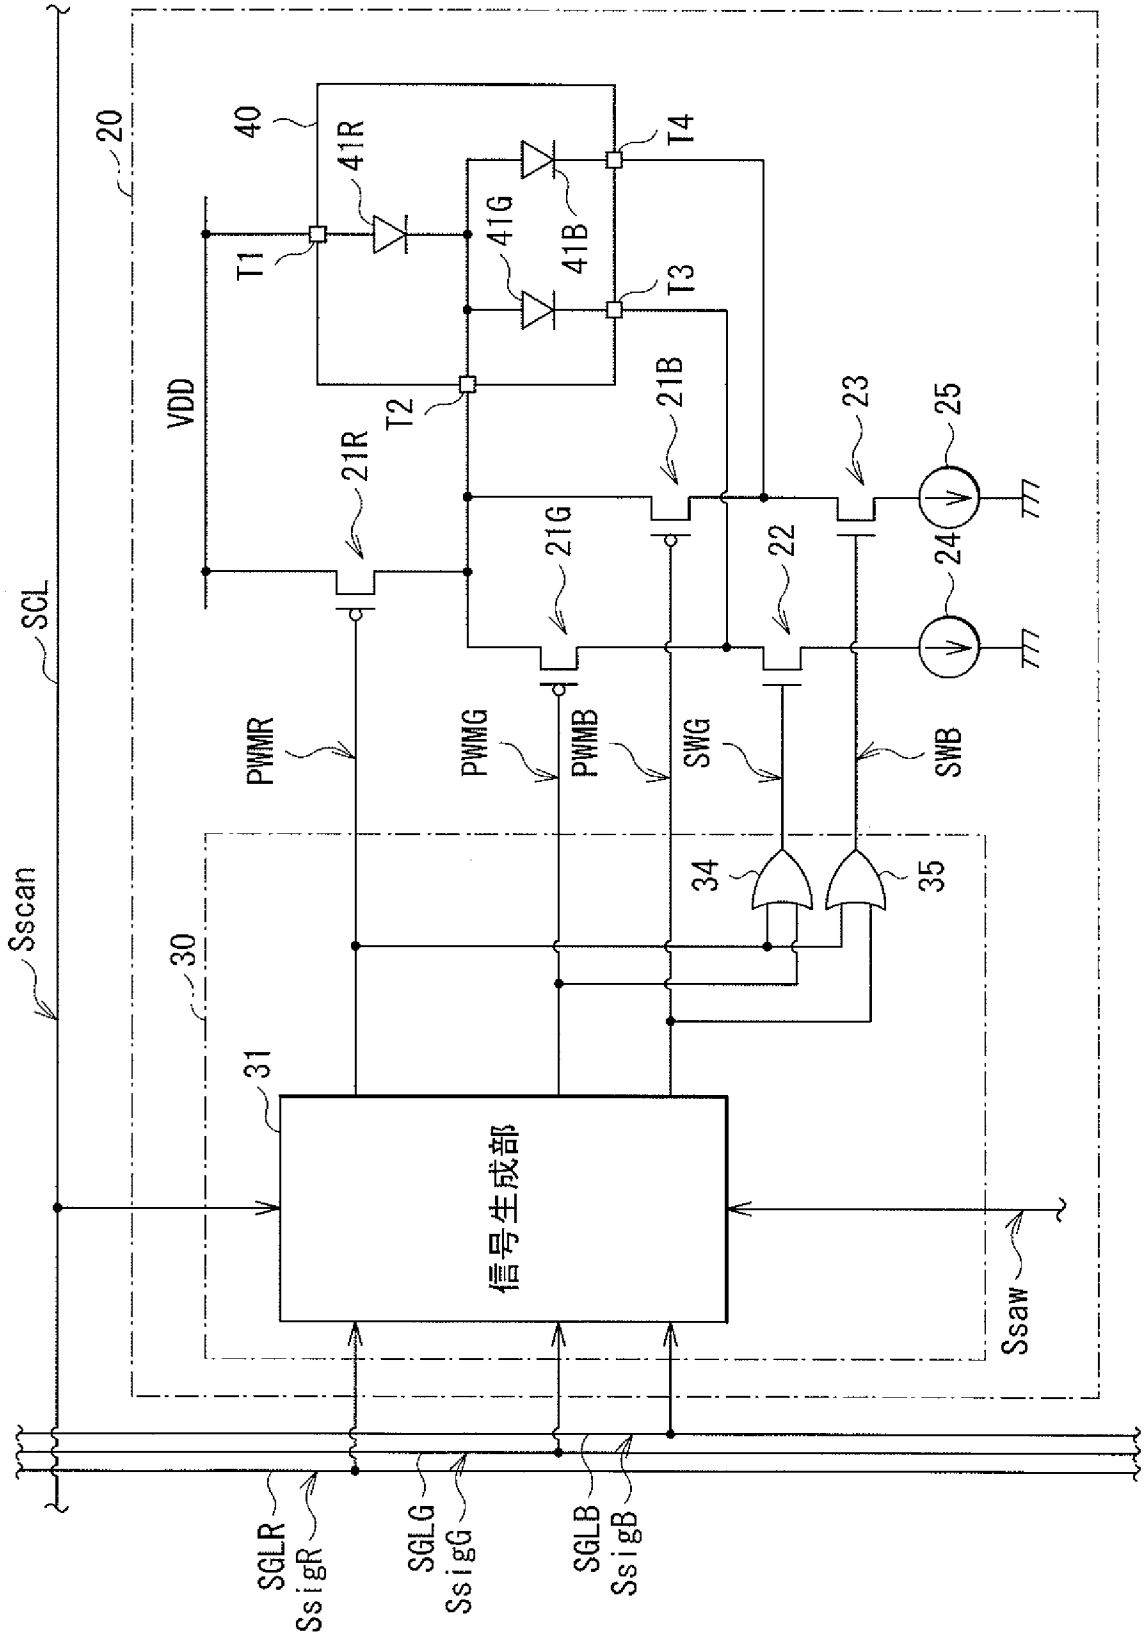 SCL
Sscan
20
VDD
40
41R
T1
41G
41B
T4
T3
T2
21R
21B
21G
23
22
25
24
PWMR
PWMG
PWMB
SWG
SWB
30
34
35
31
信号生成部
Ssaw
SGLR
SsigR
SGLG
SsigG
SGLB
SsigB